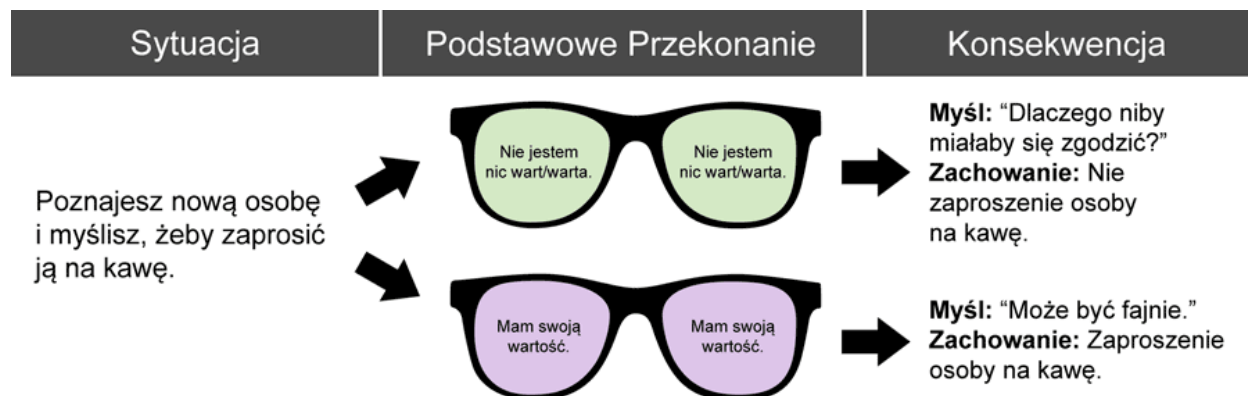 Sytuacja
Podstawowe Przekonanie
Konsekwencja
Poznajesz nową osobę
i myślisz, żeby zaprosić
ją na kawę.
Nie jestem
nic wart/warta.
Nie jestem
nic wart/warta.
Myśl: “Dlaczego niby
miałaby się zgodzić?”
Zachowanie: Nie
zaproszenie osoby
na kawę.
Mam swoją
wartość.
Mam swoją
wartość.
Myśl: “Może być fajnie.”
Zachowanie: Zaproszenie
osoby na kawę.